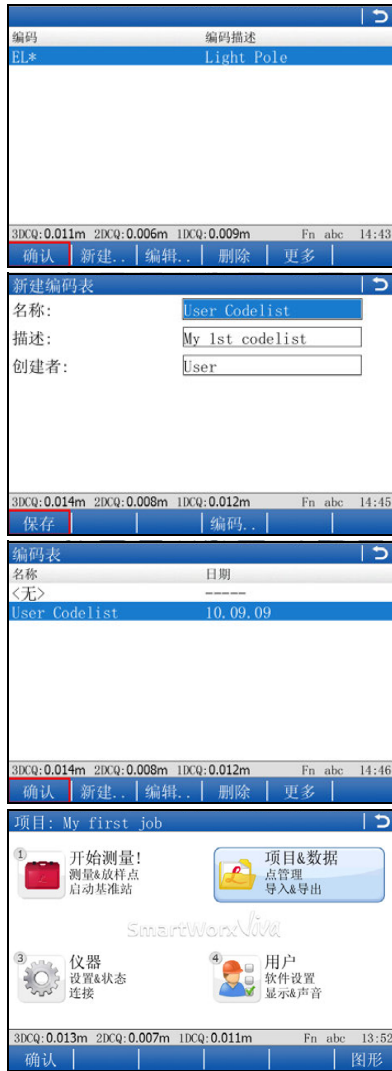 编码 编码描述
EL* Light Pole
3DCQ:0.011m 2DCQ:0.006m 1DCQ:0.009m Fn abc 14:43
确认 新建.. 编辑.. 删除 更多
新建编码表
名称: User Codelist
描述: My 1st codelist
创建者: User
3DCQ:0.014m 2DCQ:0.008m 1DCQ:0.012m Fn abc 14:45
保存 编码..
编码表
名称 日期
<无> -----
User Codelist 10.09.09
3DCQ:0.014m 2DCQ:0.008m 1DCQ:0.012m Fn abc 14:46
确认 新建.. 编辑.. 删除 更多
项目: My first job
1 开始测量! 项目&数据
测量&放样点 点管理
启动基准站 导入&导出
SmartWorx Viva
3 仪器 4 用户
设置&状态 软件设置
连接 显示&声音
3DCQ:0.013m 2DCQ:0.007m 1DCQ:0.011m Fn abc 13:52
确认 图形